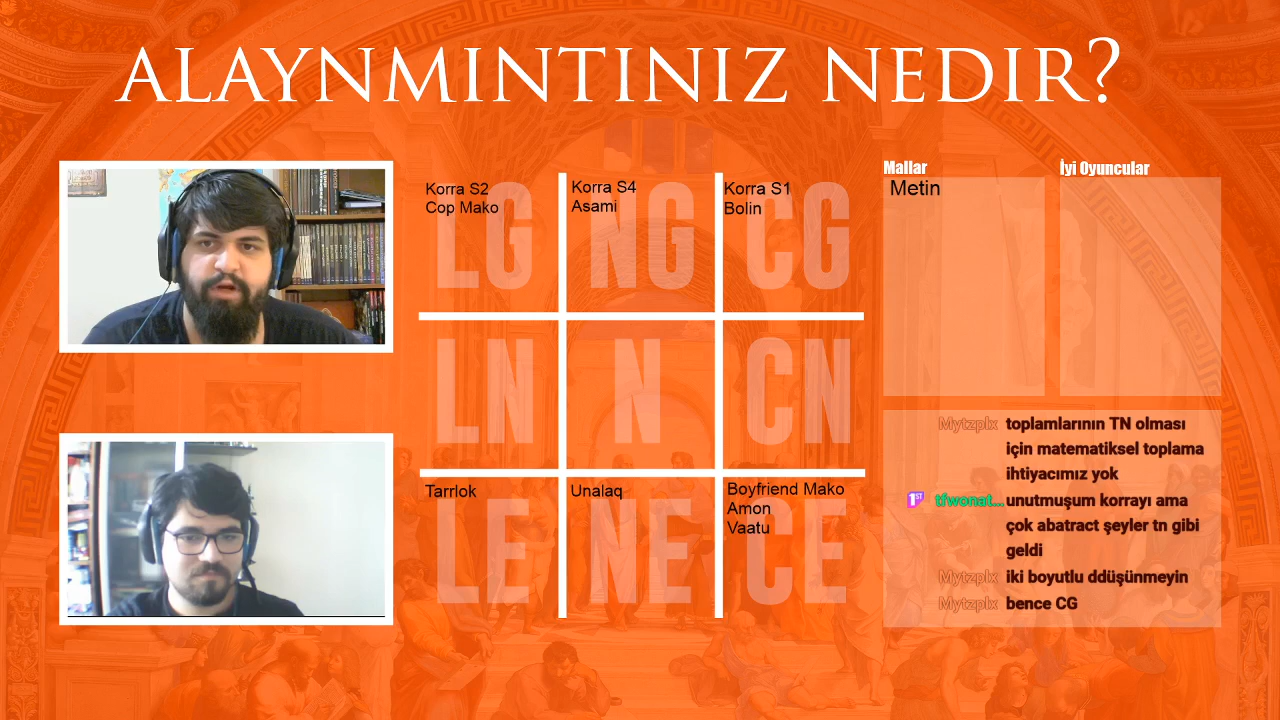 ALAYNMINTINIZ NEDIR?
Korra S2
Cop Mako
LG
Korra S4
Asami
NG
Korra S1
Bolin
CG
LN
N
CN
Tarrlok
LE
Unalaq
NE
Boyfriend Mako
Amon
Vaatu
CE
Mallar
Metin
İyi Oyuncular
Mytzplx toplamlarının TN olması
için matematiksel toplama
ihtiyacımız yok
1ST tfwonat... unutmuşum korrayı ama
çok abatract şeyler tn gibi
geldi
Mytzplx iki boyutlu ddüşünmeyin
Mytzplx bence CG